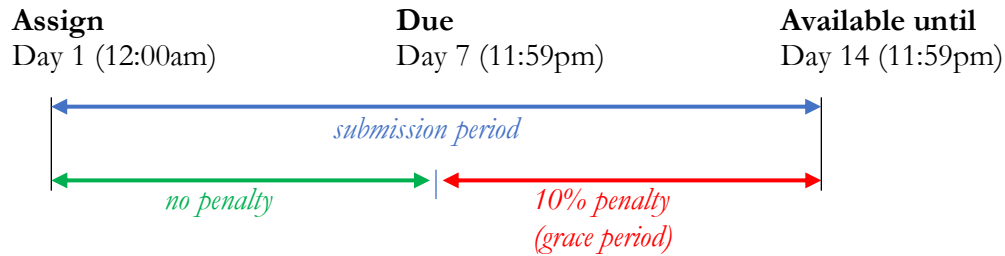 Assign Due Available until
Day 1 (12:00am) Day 7 (11:59pm) Day 14 (11:59pm)
submission period
no penalty 10% penalty
(grace period)